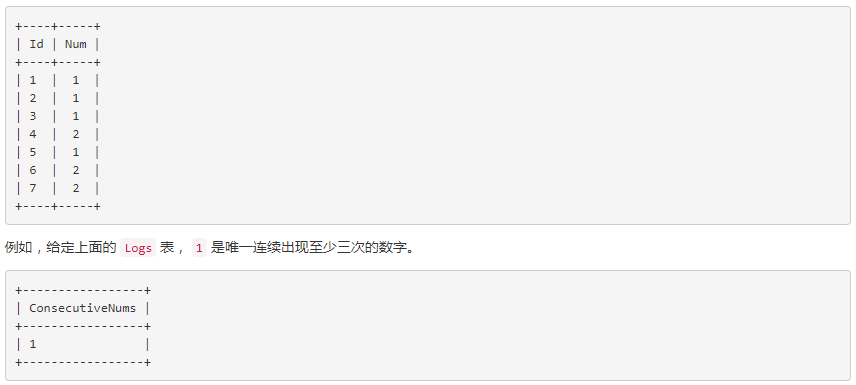 +----+-----+
| Id | Num |
+----+-----+
| 1  |  1  |
| 2  |  1  |
| 3  |  1  |
| 4  |  2  |
| 5  |  1  |
| 6  |  2  |
| 7  |  2  |
+----+-----+
例如，给定上面的 Logs 表， 1 是唯一连续出现至少三次的数字。
+-----------------+
| ConsecutiveNums |
+-----------------+
| 1               |
+-----------------+